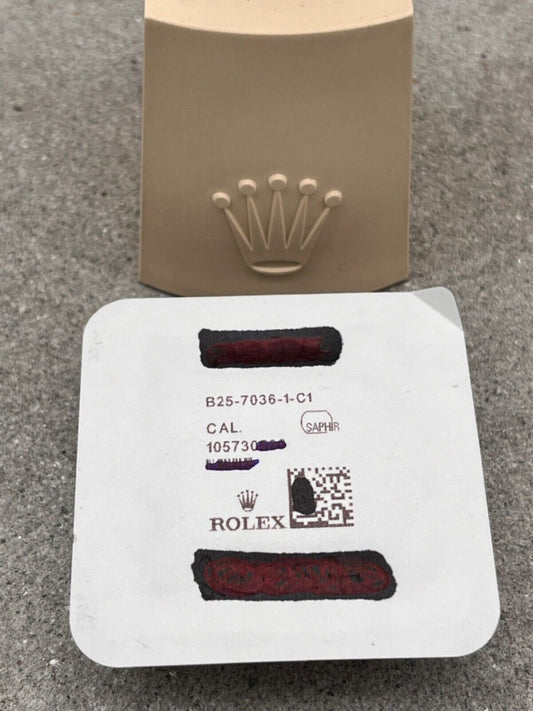 B25-7036-1-C1
CAL.
SAPHIR
105730
ROLEX